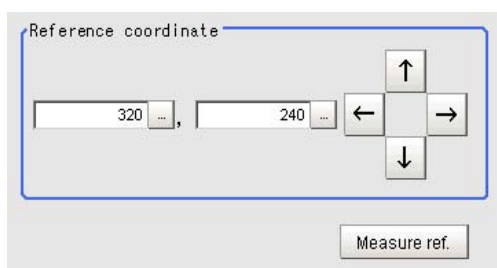 Reference coordinate
↑
320 ... , 240 ... ← →
↓
Measure ref.